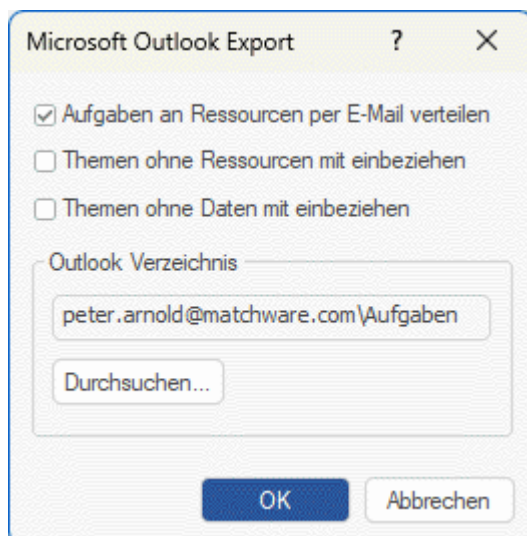 Microsoft Outlook Export ? ×
Aufgaben an Ressourcen per E-Mail verteilen
Themen ohne Ressourcen mit einbeziehen
Themen ohne Daten mit einbeziehen
Outlook Verzeichnis
peter.arnold@matchware.com\Aufgaben
Durchsuchen...
OK Abbrechen